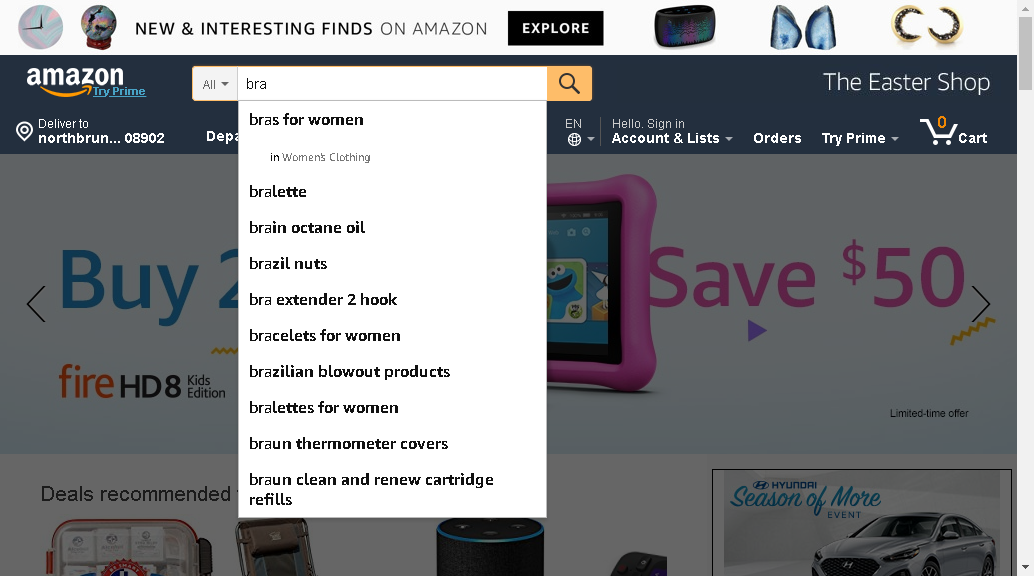 NEW & INTERESTING FINDS ON AMAZON EXPLORE
amazon
Try Prime
All
bra
The Easter Shop
Deliver to
northbrun... 08902
Depa
EN
Hello. Sign in
Account & Lists
Orders
Try Prime
0
Cart
bras for women
in Women's Clothing
bralette
brain octane oil
brazil nuts
bra extender 2 hook
bracelets for women
brazilian blowout products
bralettes for women
braun thermometer covers
braun clean and renew cartridge
refills
Buy 2
Save $50
fire HD8 Kids
Edition
Limited-time offer
Deals recommended
HYUNDAI
Season of More
EVENT